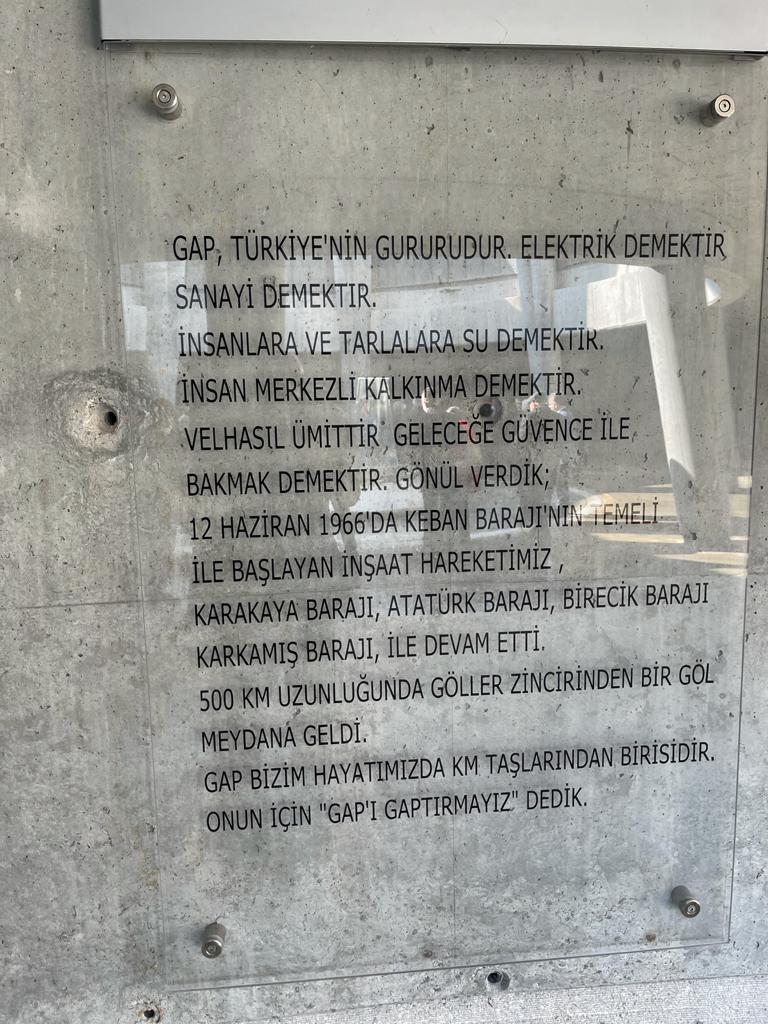 GAP, TÜRKİYE'NİN GURURUDUR. ELEKTRİK DEMEKTİR
SANAYİ DEMEKTIR.
İNSANLARA VE TARLALARA SU DEMEKTİR.
İNSAN MERKEZLİ KALKINMA DEMEKTİR.
VELHASIL ÜMİTTİR GELECEĞE GÜVENCE İLE
BAKMAK DEMEKTİR. GÖNÜL VERDİK;
12 HAZİRAN 1966'DA KEBAN BARAJI'NIN TEMELİ
İLE BAŞLAYAN İNŞAAT HAREKETİMİZ ,
KARAKAYA BARAJI, ATATÜRK BARAJI, BİRECİK BARAJI
KARKAMIŞ BARAJI, İLE DEVAM ETTİ.
500 KM UZUNLUĞUNDA GÖLLER ZİNCİRİNDEN BİR GÖL
MEYDANA GELDİ.
GAP BİZİM HAYATIMIZDA KM TAŞLARINDAN BİRİSİDİR.
ONUN İÇİN "GAP'I GAPTIRMAYIZ" DEDİK.